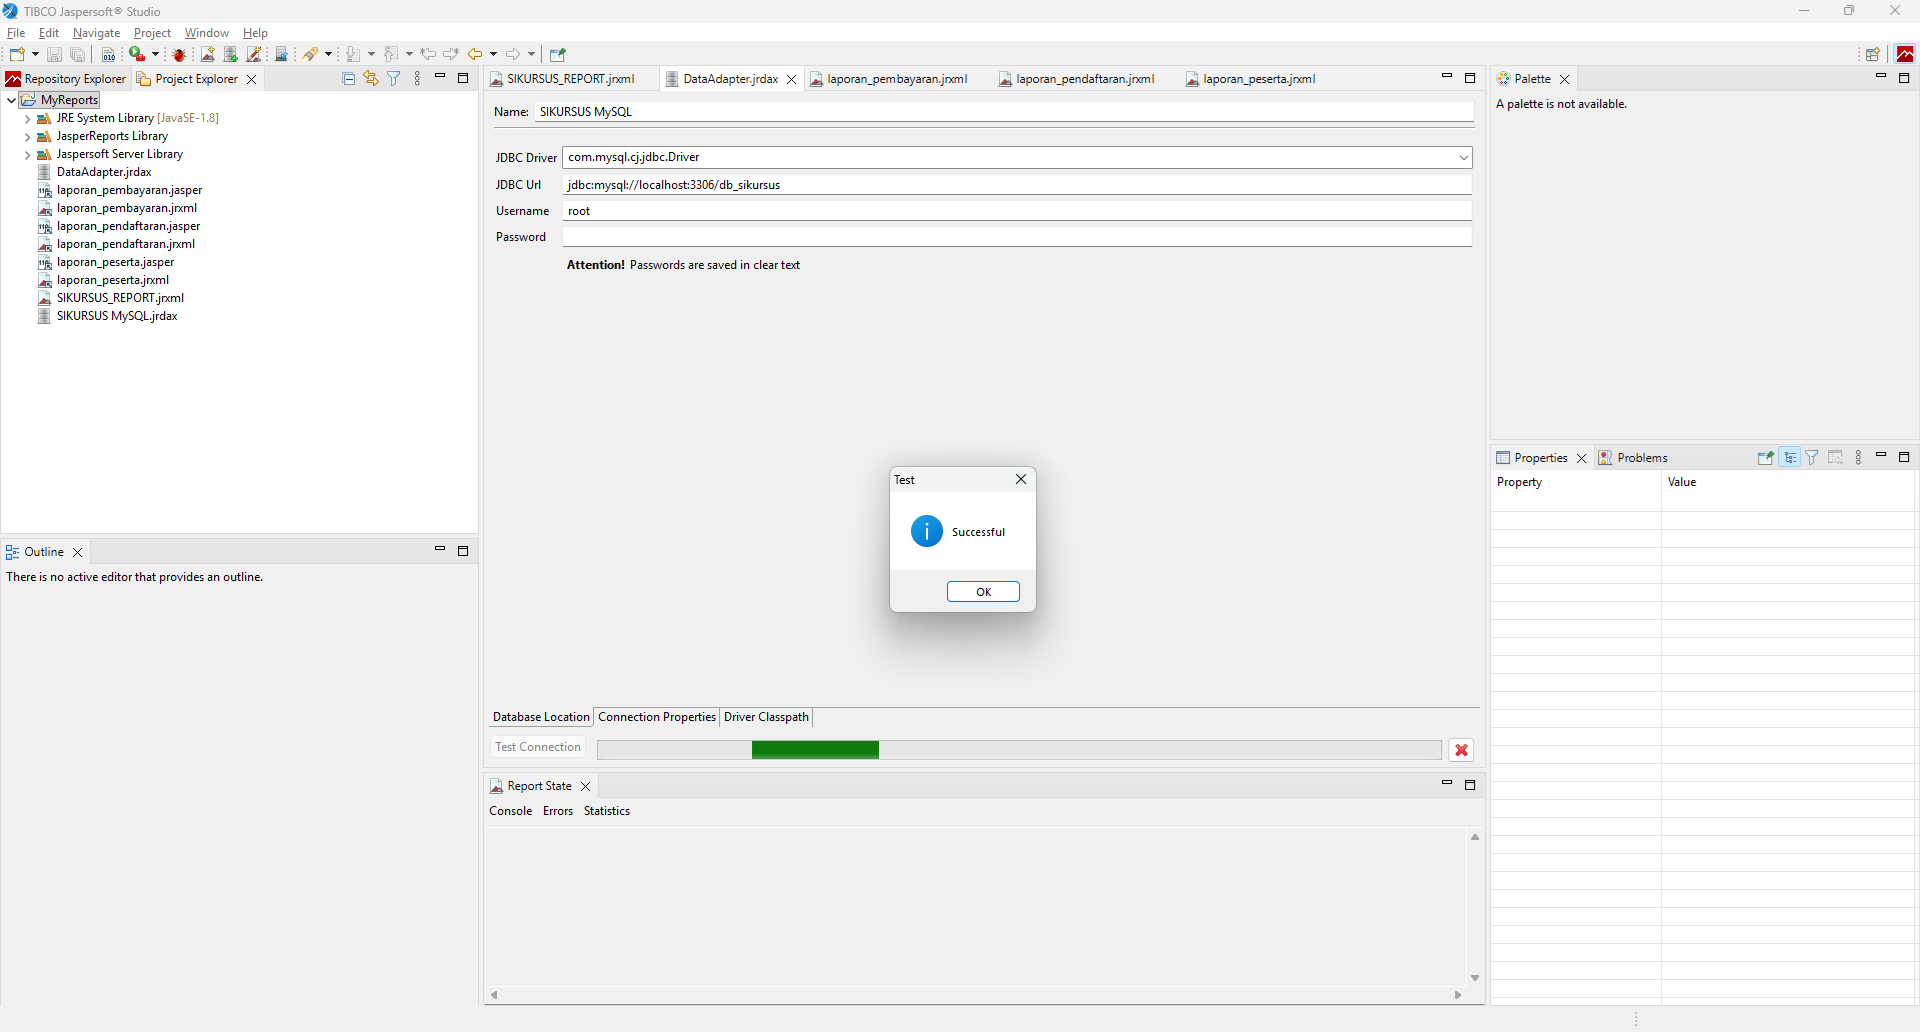 TIBCO Jaspersoft® Studio
File Edit Navigate Project Window Help
Repository Explorer Project Explorer
MyReports
JRE System Library [JavaSE-1.8]
JasperReports Library
Jaspersoft Server Library
DataAdapter.jrdax
laporan_pembayaran.jasper
laporan_pembayaran.jrxml
laporan_pendaftaran.jasper
laporan_pendaftaran.jrxml
laporan_peserta.jasper
laporan_peserta.jrxml
SIKURSUS_REPORT.jrxml
SIKURSUS MySQL.jrdax
Outline
There is no active editor that provides an outline.
SIKURSUS_REPORT.jrxml DataAdapter.jrdax laporan_pembayaran.jrxml laporan_pendaftaran.jrxml laporan_peserta.jrxml
Name: SIKURSUS MySQL
JDBC Driver com.mysql.cj.jdbc.Driver
JDBC Url jdbc:mysql://localhost:3306/db_sikursus
Username root
Password
Attention! Passwords are saved in clear text
Test
Successful
OK
Database Location Connection Properties Driver Classpath
Test Connection
Report State
Console Errors Statistics
Palette
A palette is not available.
Properties Problems
Property Value